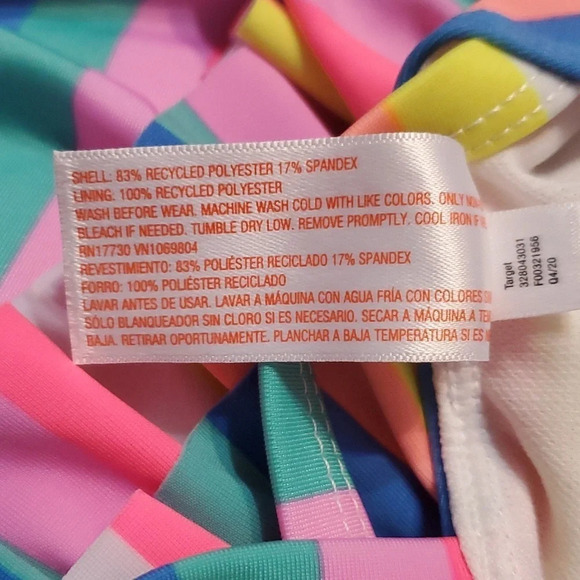 SHELL: 83% RECYCLED POLYESTER 17% SPANDEX
LINING: 100% RECYCLED POLYESTER
WASH BEFORE WEAR. MACHINE WASH COLD WITH LIKE COLORS. ONLY
BLEACH IF NEEDED. TUMBLE DRY LOW. REMOVE PROMPTLY. COOL IRON IF
RN17730 VN1069804
REVESTIMIENTO: 83% POLIÉSTER RECICLADO 17% SPANDEX
FORRO: 100% POLIÉSTER RECICLADO
LAVAR ANTES DE USAR. LAVAR A MÁQUINA CON AGUA FRÍA CON COLORES
SÓLO BLANQUEADOR SIN CLORO SI ES NECESARIO. SECAR A MÁQUINA A
BAJA. RETIRAR OPORTUNAMENTE. PLANCHAR A BAJA TEMPERATURA SI ES
Target
328043031
F00321956
Q4/20